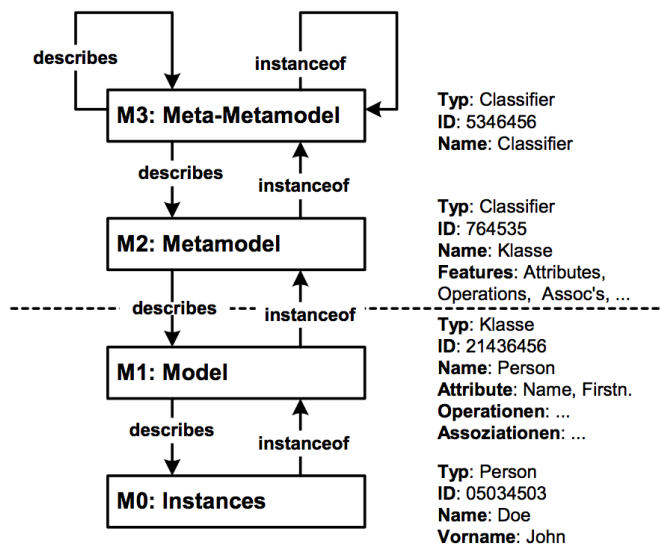 describes
instanceof
M3: Meta-Metamodel
Typ: Classifier
ID: 5346456
Name: Classifier
describes
instanceof
M2: Metamodel
Typ: Classifier
ID: 764535
Name: Klasse
Features: Attributes,
Operations, Assoc's, ...
describes
instanceof
M1: Model
Typ: Klasse
ID: 21436456
Name: Person
Attribute: Name, Firstn.
Operationen: ...
Assoziationen: ...
describes
instanceof
M0: Instances
Typ: Person
ID: 05034503
Name: Doe
Vorname: John